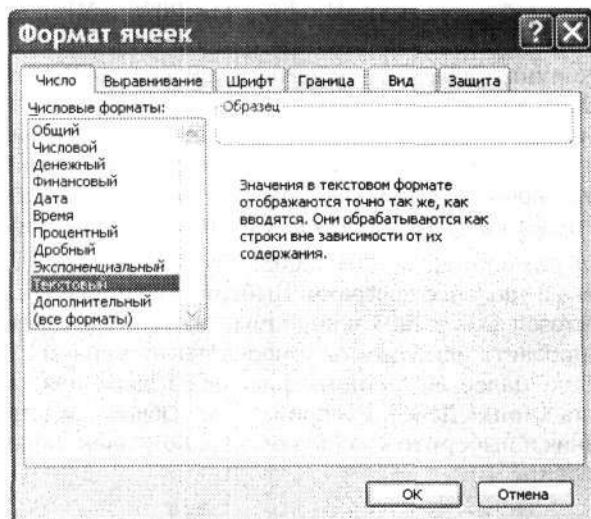 Формат ячеек
Число Выравнивание Шрифт Граница Вид Защита
Числовые форматы:
Образец
Общий
Числовой
Денежный
Финансовый
Дата
Время
Процентный
Дробный
Экспоненциальный
Текстовый
Дополнительный
(все форматы)
Значения в текстовом формате
отображаются точно так же, как
вводятся. Они обрабатываются как
строки вне зависимости от их
содержания.
ОК Отмена